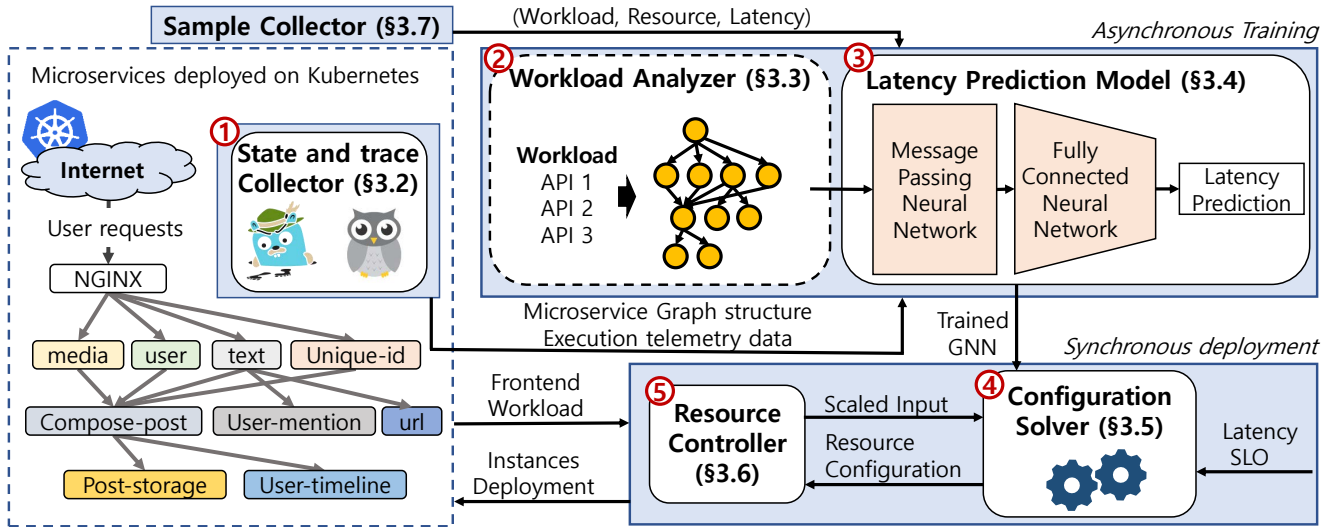 Sample Collector (§3.7)
(Workload, Resource, Latency)
Asynchronous Training
Microservices deployed on Kubernetes
Internet
User requests
NGINX
1
State and trace
Collector (§3.2)
media
user
text
Unique-id
Compose-post
User-mention
url
Post-storage
User-timeline
2
Workload Analyzer (§3.3)
Workload
API 1
API 2
API 3
3
Latency Prediction Model (§3.4)
Message
Passing
Neural
Network
Fully
Connected
Neural
Network
Latency
Prediction
Microservice Graph structure
Execution telemetry data
Trained
GNN
Synchronous deployment
Frontend
Workload
Instances
Deployment
5
Resource
Controller
(§3.6)
Scaled Input
Resource
Configuration
4
Configuration
Solver (§3.5)
Latency
SLO